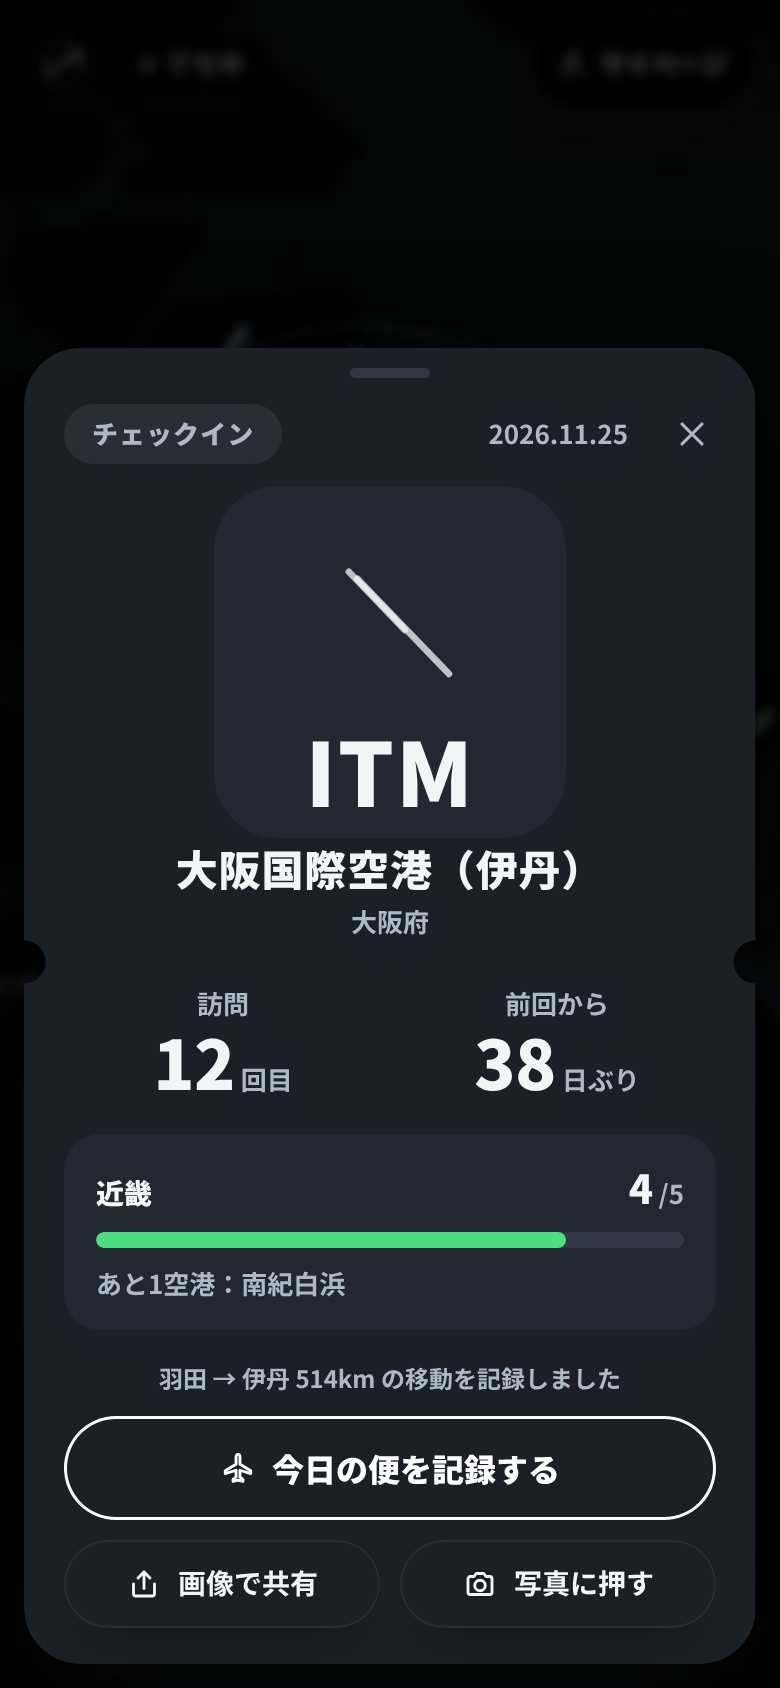 チェックイン 2026.11.25
ITM
大阪国際空港（伊丹）
大阪府
訪問 前回から
12回目 38日ぶり
近畿 4/5
あと1空港：南紀白浜
羽田 → 伊丹 514km の移動を記録しました
今日の便を記録する
画像で共有 写真に押す